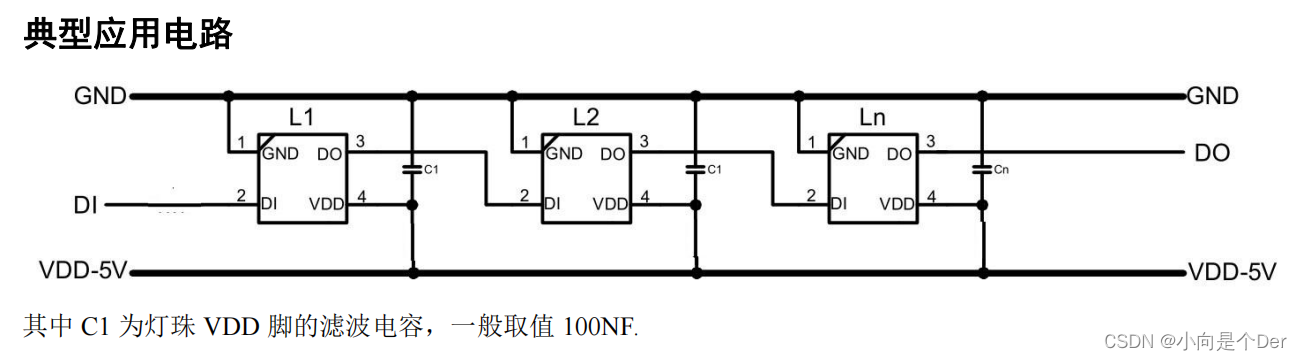 典型应用电路
GND GND
L1 L2 Ln
1 GND DO 3 1 GND DO 3 1 GND DO 3 DO
C1 C1 Cn
DI 2 DI VDD 4 2 DI VDD 4 2 DI VDD 4
VDD-5V VDD-5V
其中 C1 为灯珠 VDD 脚的滤波电容，一般取值 100NF.
CSDN @小向是个Der